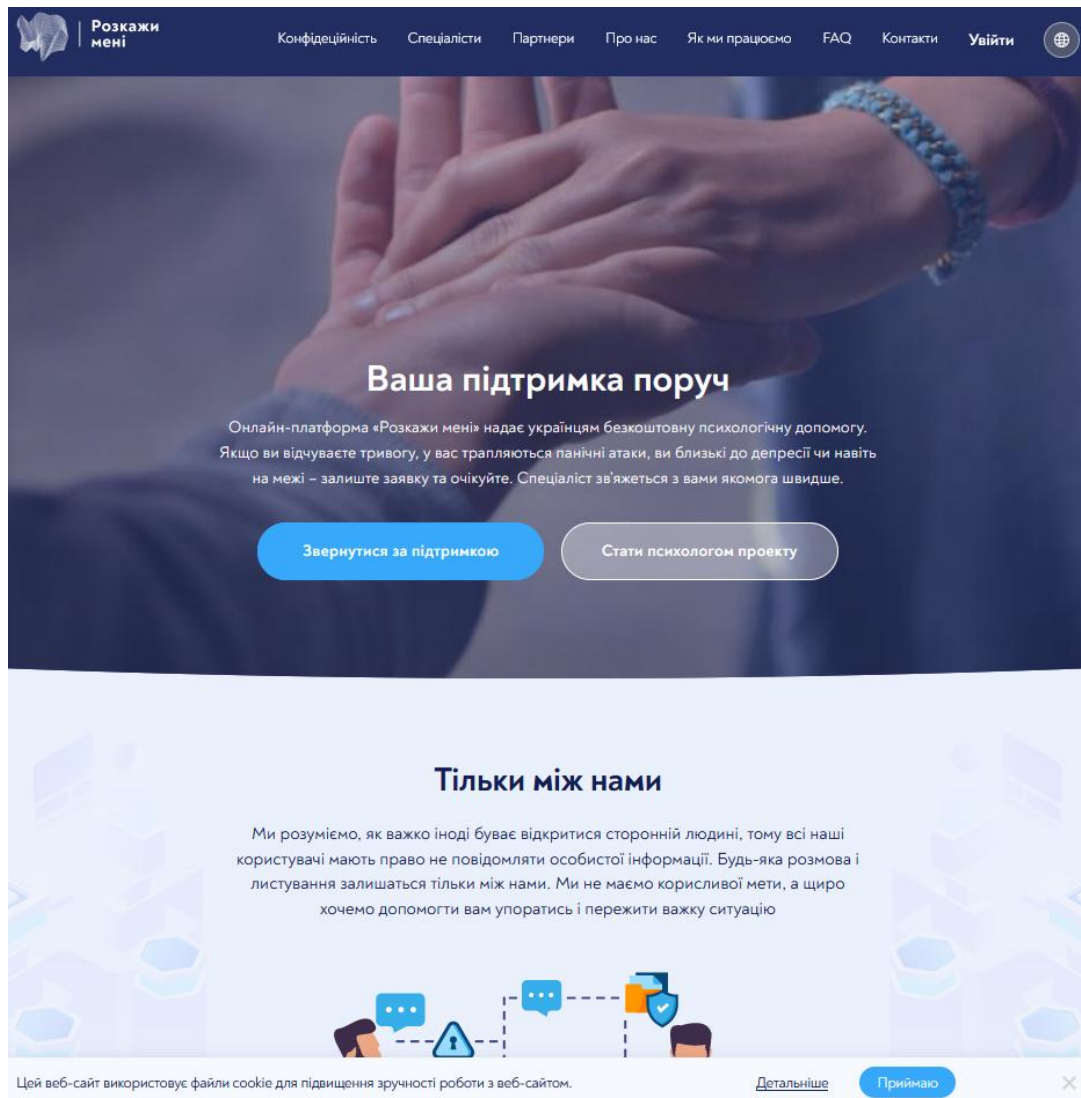 Розкажи
мені
Конфідеційність Спеціалісти Партнери Про нас Як ми працюємо FAQ Контакти Увійти
Ваша підтримка поруч
Онлайн-платформа «Розкажи мені» надає українцям безкоштовну психологічну допомогу.
Якщо ви відчуваєте тривогу, у вас трапляються панічні атаки, ви близькі до депресії чи навіть
на межі – залиште заявку та очікуйте. Спеціаліст зв'яжеться з вами якомога швидше.
Звернутися за підтримкою Стати психологом проекту
Тільки між нами
Ми розуміємо, як важко іноді буває відкритися сторонній людині, тому всі наші
користувачі мають право не повідомляти особистої інформації. Будь-яка розмова і
листування залишаться тільки між нами. Ми не маємо корисливої мети, а щиро
хочемо допомогти вам упоратись і пережити важку ситуацію
Цей веб-сайт використовує файли cookie для підвищення зручності роботи з веб-сайтом. Детальніше Приймаю